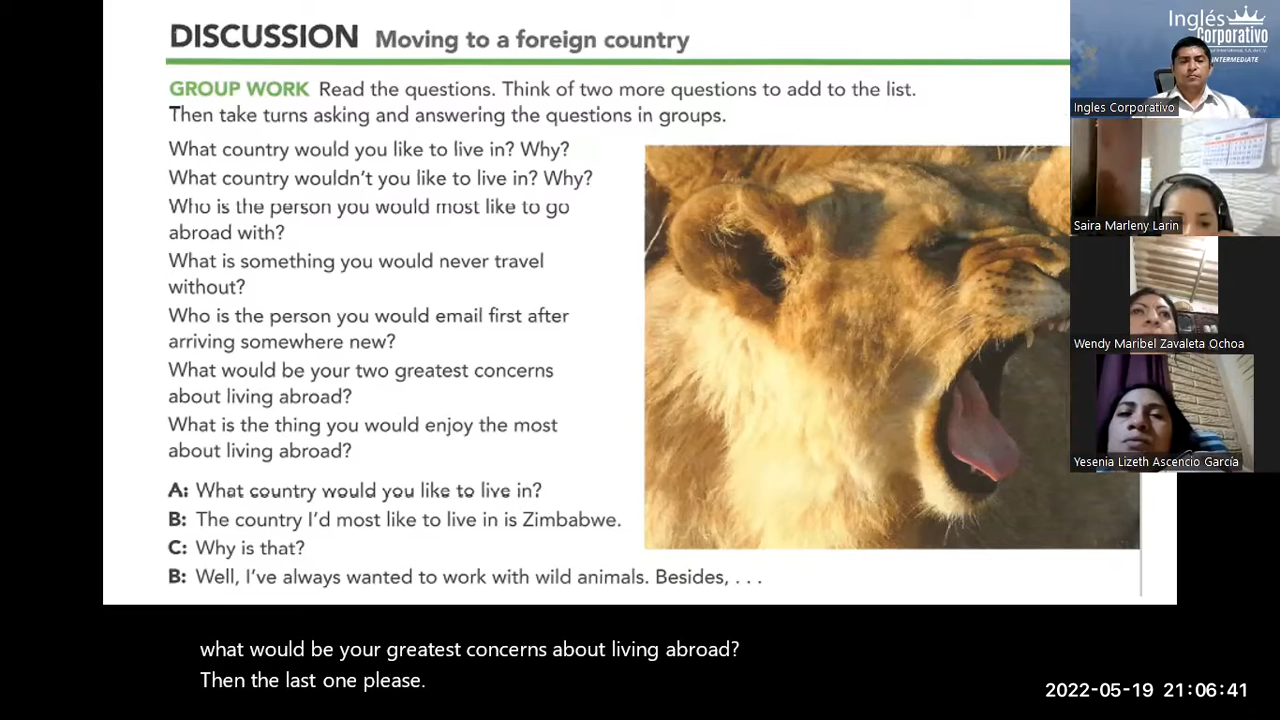 DISCUSSION Moving to a foreign country
GROUP WORK Read the questions. Think of two more questions to add to the list.
Then take turns asking and answering the questions in groups.
What country would you like to live in? Why?
What country wouldn't you like to live in? Why?
Who is the person you would most like to go
abroad with?
What is something you would never travel
without?
Who is the person you would email first after
arriving somewhere new?
What would be your two greatest concerns
about living abroad?
What is the thing you would enjoy the most
about living abroad?
A: What country would you like to live in?
B: The country I'd most like to live in is Zimbabwe.
C: Why is that?
B: Well, I've always wanted to work with wild animals. Besides, . . .
Inglés
Corporativo
INTERMEDIATE
Ingles Corporativo
Saira Marleny Larin
Wendy Maribel Zavaleta Ochoa
Yesenia Lizeth Ascencio García
what would be your greatest concerns about living abroad?
Then the last one please.
2022-05-19 21:06:41